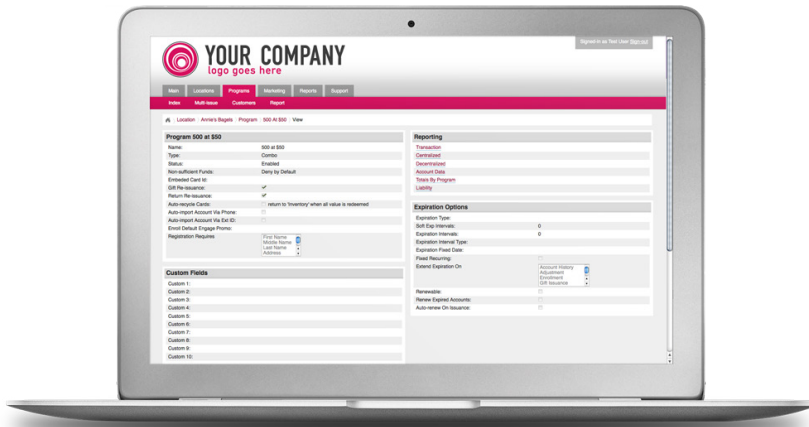 Signed-in as Test User Sign out
YOUR COMPANY
logo goes here
Main Locations Programs Marketing Reports Support
Index Multi-Issue Customers Report
Location Annie's Bagels Program 500 At $50 View
Program 500 at $50
Name: 500 at $50
Type: Combo
Status: Enabled
Non-sufficient Funds: Deny by Default
Embeded Card Id:
Gift Re-issuance:
Return Re-issuance:
Auto-recycle Cards: return to 'inventory' when all value is redeemed
Auto-import Account Via Phone:
Auto-import Account Via Ext ID:
Enroll Default Engage Promo:
Registration Requires
First Name
Middle Name
Last Name
Address
Custom Fields
Custom 1:
Custom 2:
Custom 3:
Custom 4:
Custom 5:
Custom 6:
Custom 7:
Custom 8:
Custom 9:
Custom 10:
Reporting
Transaction
Centralized
Decentralized
Account Data
Totals By Program
Liability
Expiration Options
Expiration Type:
Soft Exp Intervals: 0
Expiration Intervals: 0
Expiration Interval Type:
Expiration Fixed Date:
Fixed Recurring:
Extend Expiration On
Account History
Adjustment
Enrollment
Gift Issuance
Renewable:
Renew Expired Accounts:
Auto-renew On Issuance: